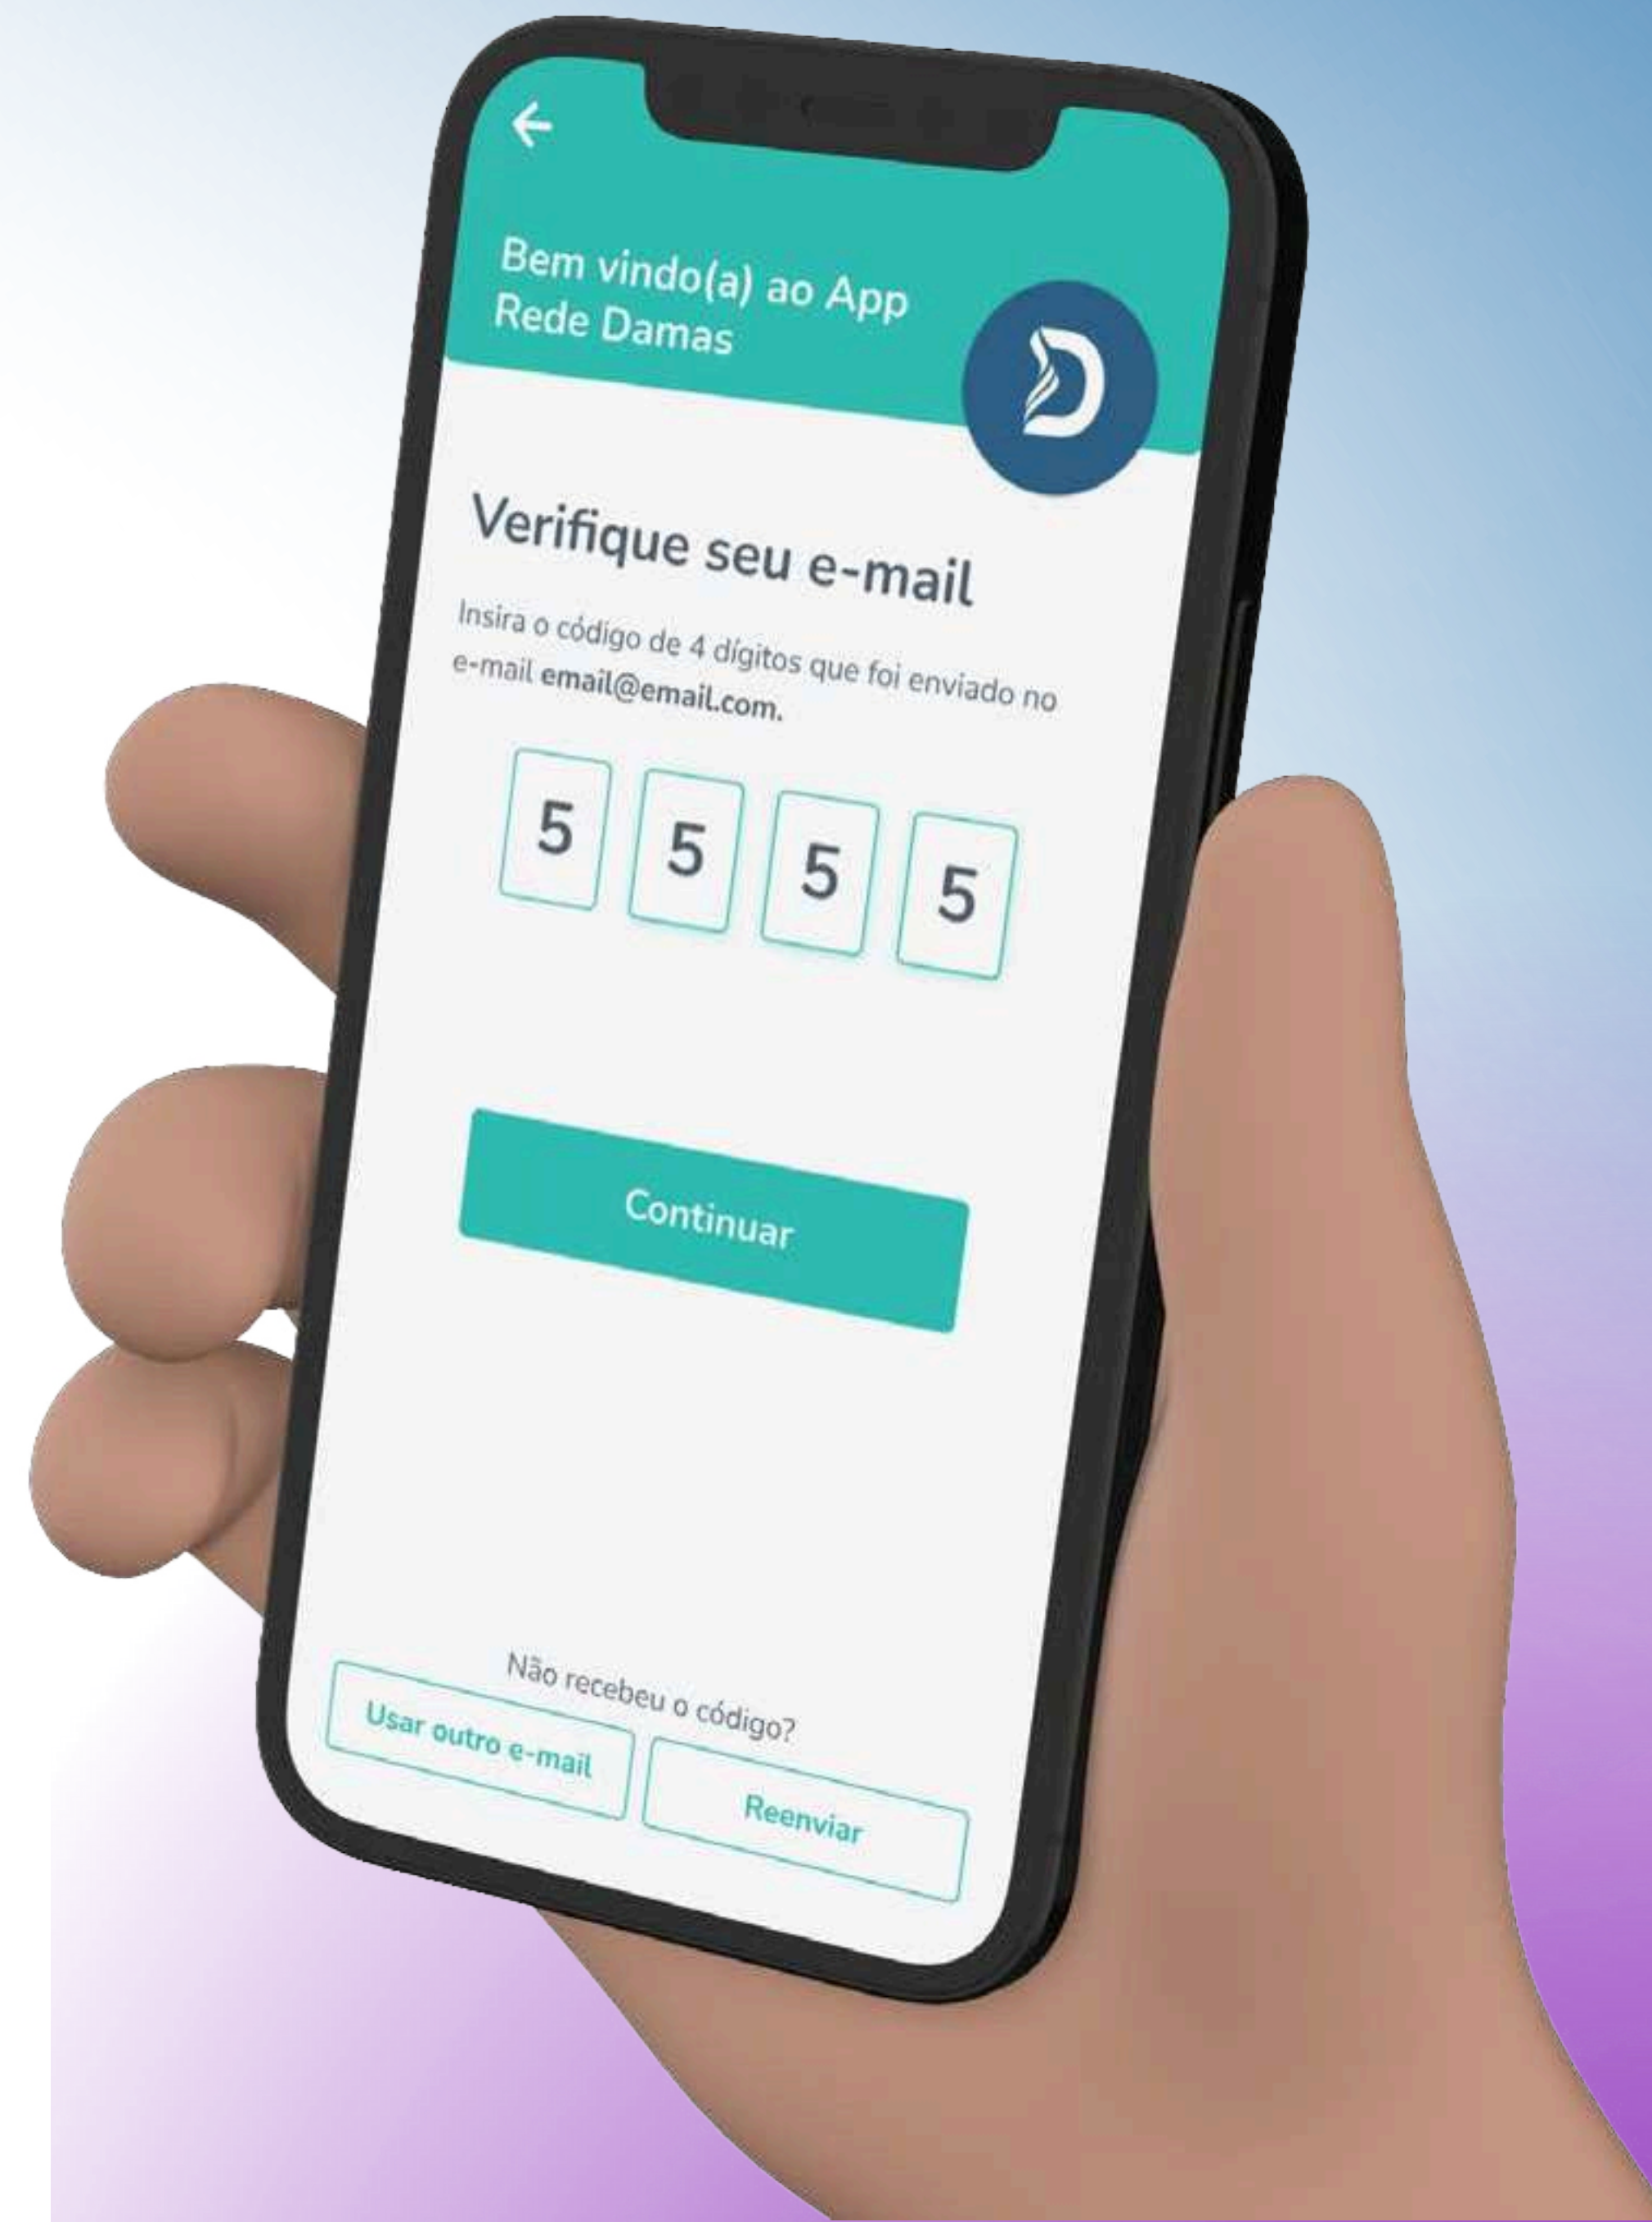 Bem vindo(a) ao App
Rede Damas
Verifique seu e-mail
Insira o código de 4 dígitos que foi enviado no
e-mail email@email.com.
5 5 5 5
Continuar
Não recebeu o código?
Usar outro e-mail
Reenviar